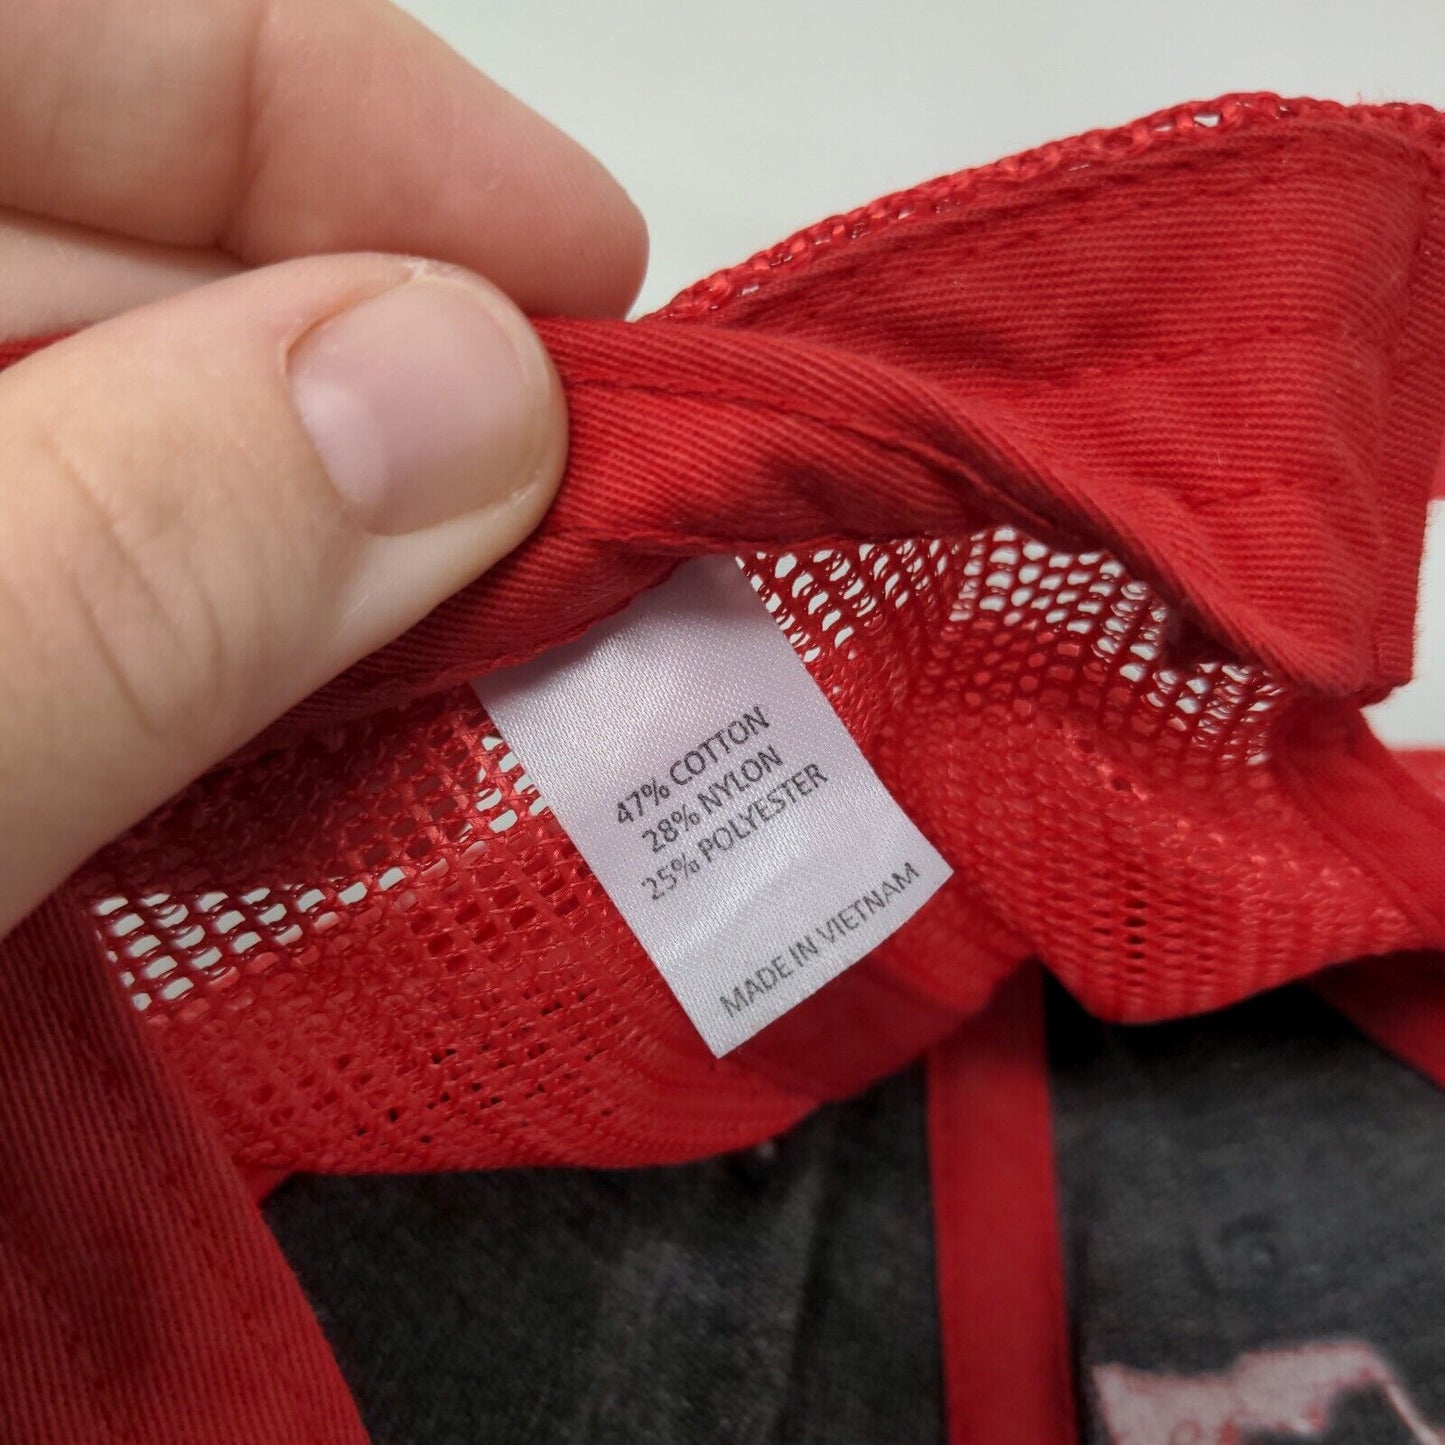 47% COTTON
28% NYLON
25% POLYESTER
MADE IN VIETNAM